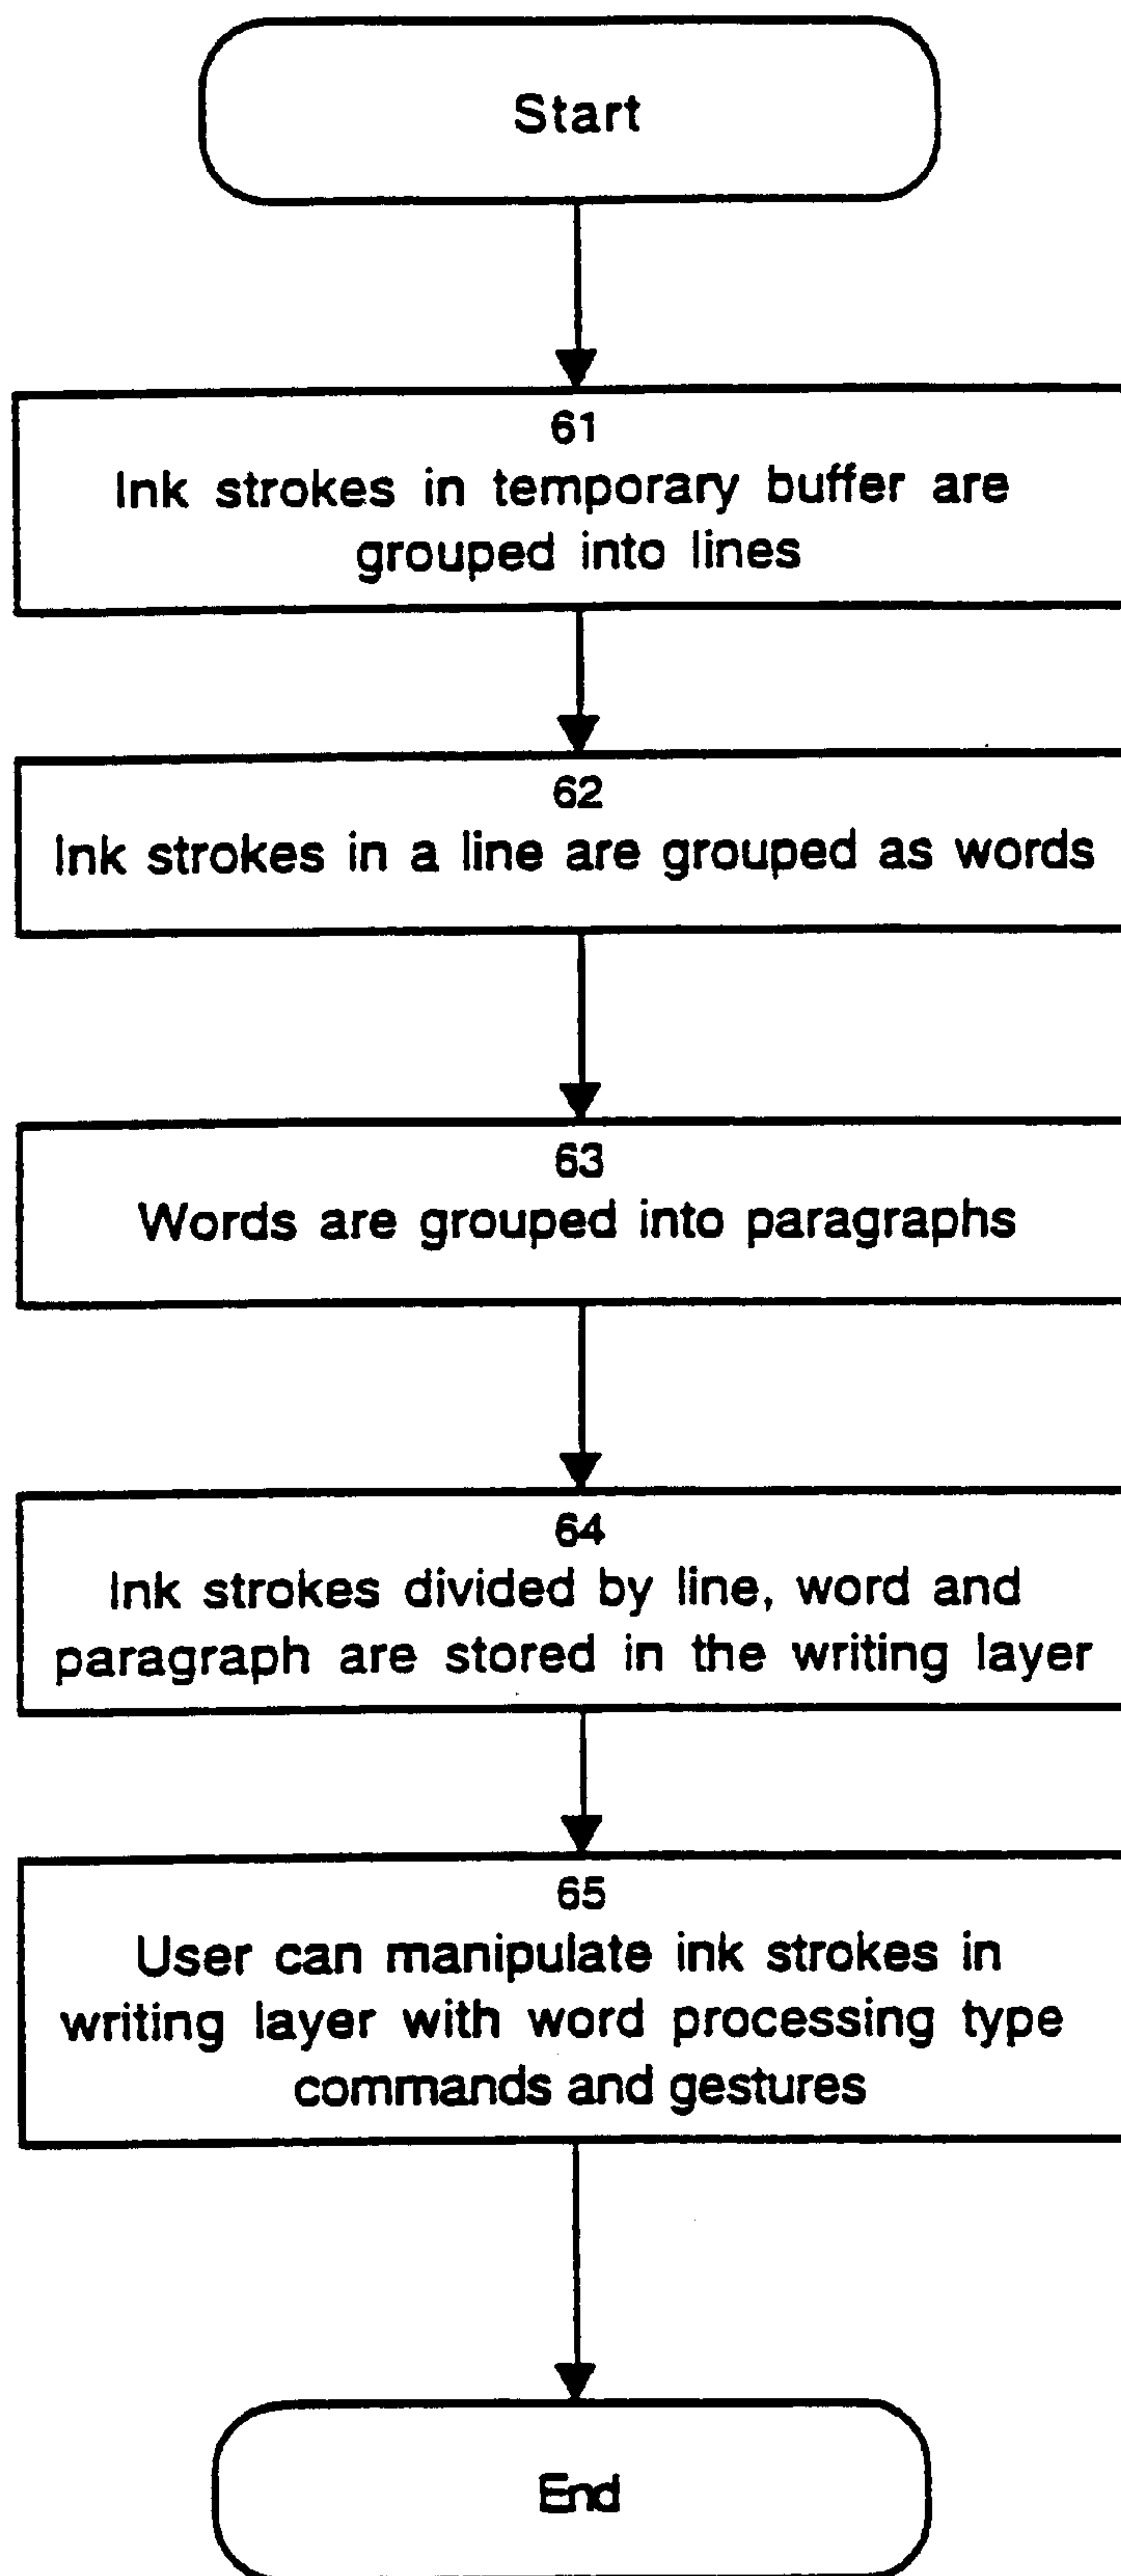 Start
61
Ink strokes in temporary buffer are
grouped into lines
62
Ink strokes in a line are grouped as words
63
Words are grouped into paragraphs
64
Ink strokes divided by line, word and
paragraph are stored in the writing layer
65
User can manipulate ink strokes in
writing layer with word processing type
commands and gestures
End